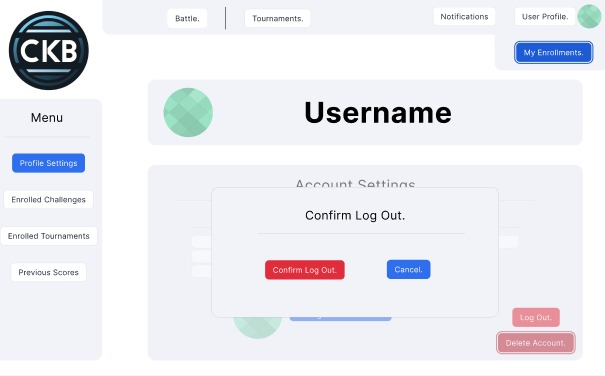 CKB
Battle.
Tournaments.
Notifications
User Profile.
My Enrollments.
Menu
Profile Settings
Enrolled Challenges
Enrolled Tournaments
Previous Scores
Username
Account Settings
Confirm Log Out.
Confirm Log Out.
Cancel.
Log Out.
Delete Account.